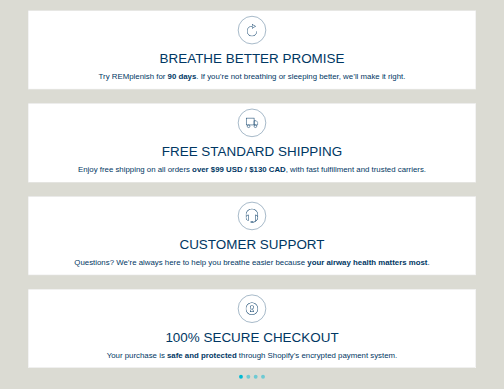 BREATHE BETTER PROMISE
Try REMplenish for 90 days. If you're not breathing or sleeping better, we'll make it right.
FREE STANDARD SHIPPING
Enjoy free shipping on all orders over $99 USD / $130 CAD, with fast fulfillment and trusted carriers.
CUSTOMER SUPPORT
Questions? We're always here to help you breathe easier because your airway health matters most.
100% SECURE CHECKOUT
Your purchase is safe and protected through Shopify's encrypted payment system.